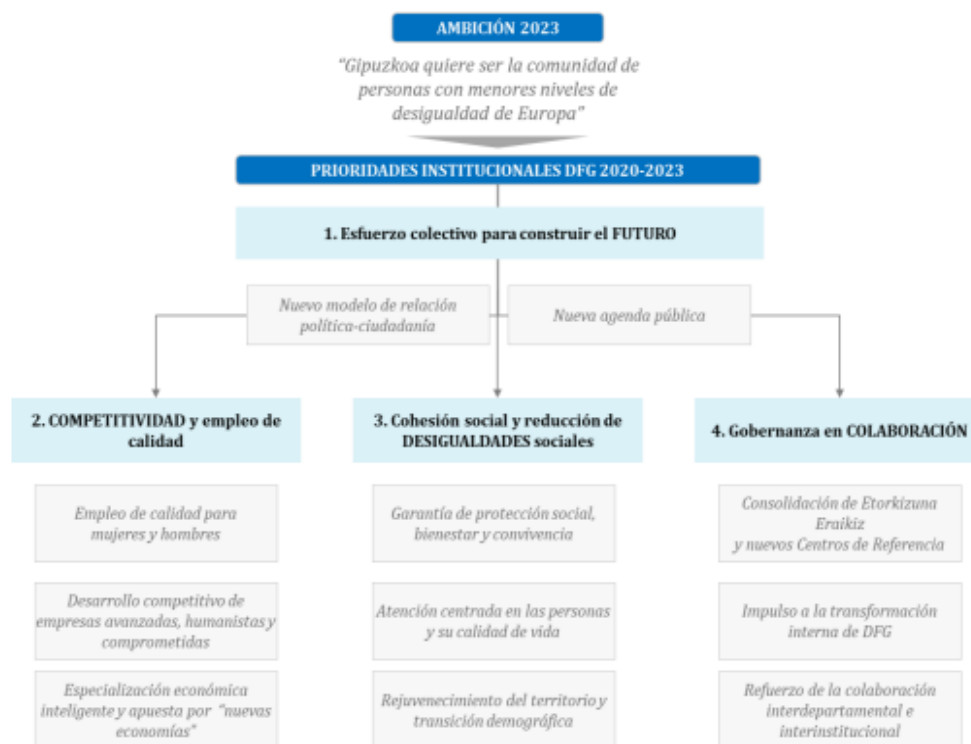 AMBICIÓN 2023
“Gipuzkoa quiere ser la comunidad de
personas con menores niveles de
desigualdad de Europa”
PRIORIDADES INSTITUCIONALES DFG 2020-2023
1. Esfuerzo colectivo para construir el FUTURO
Nuevo modelo de relación
política-ciudadanía
Nueva agenda pública
2. COMPETITIVIDAD y empleo de
calidad
3. Cohesión social y reducción de
DESIGUALDADES sociales
4. Gobernanza en COLABORACIÓN
Empleo de calidad para
mujeres y hombres
Garantía de protección social,
bienestar y convivencia
Consolidación de Etorkizuna
Eraikiz
y nuevos Centros de Referencia
Desarrollo competitivo de
empresas avanzadas, humanistas y
comprometidas
Atención centrada en las personas
y su calidad de vida
Impulso a la transformación
interna de DFG
Especialización económica
inteligente y apuesta por “nuevas
economías”
Rejuvenecimiento del territorio y
transición demográfica
Refuerzo de la colaboración
interdepartamental e
interinstitucional